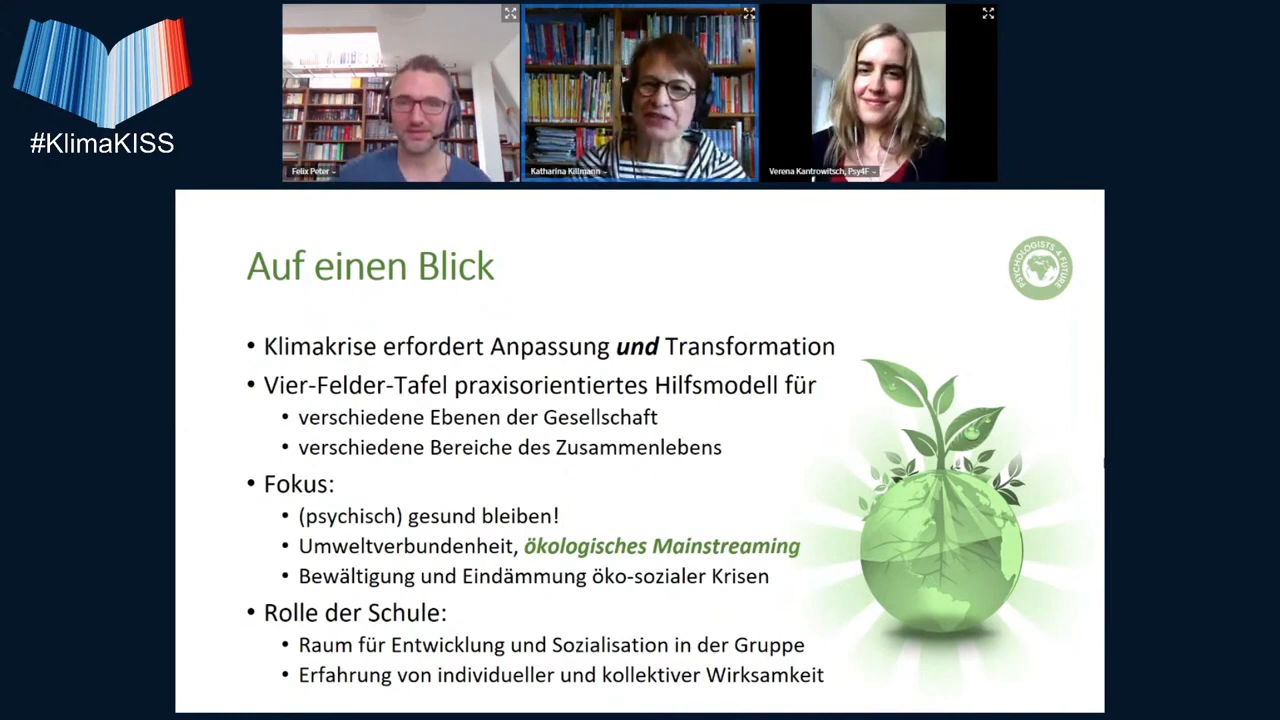 #KlimaKISS
Felix Peter
Katharina Killmann
Verena Kantrowitsch, Psy4F
Auf einen Blick
PSYCHOLOGISTS 4 FUTURE
• Klimakrise erfordert Anpassung und Transformation
• Vier-Felder-Tafel praxisorientiertes Hilfsmodell für
• verschiedene Ebenen der Gesellschaft
• verschiedene Bereiche des Zusammenlebens
• Fokus:
• (psychisch) gesund bleiben!
• Umweltverbundenheit, ökologisches Mainstreaming
• Bewältigung und Eindämmung öko-sozialer Krisen
• Rolle der Schule:
• Raum für Entwicklung und Sozialisation in der Gruppe
• Erfahrung von individueller und kollektiver Wirksamkeit